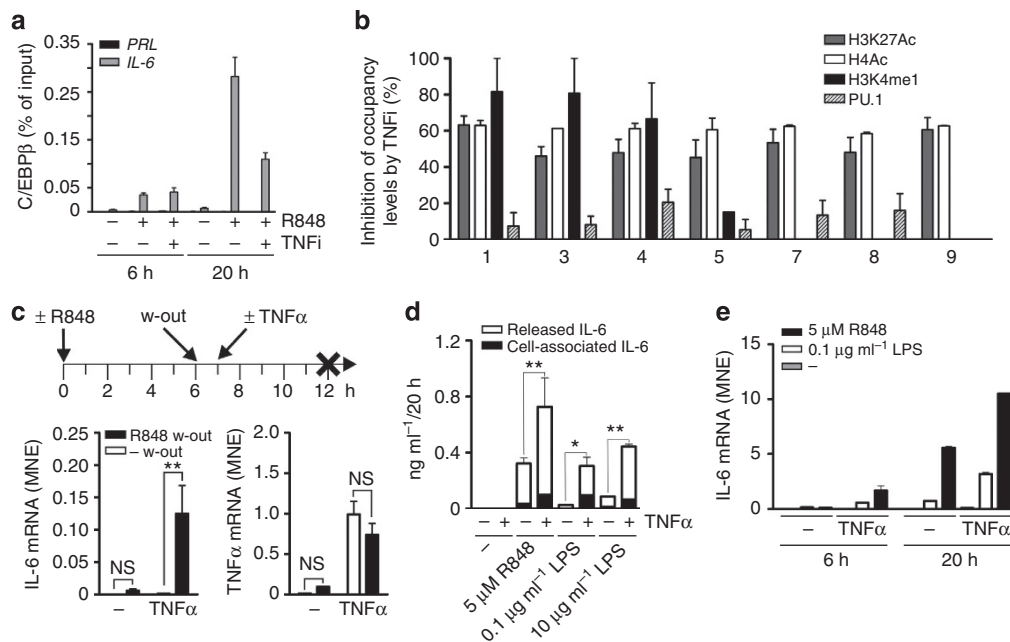 a
PRL
IL-6
C/EBPβ (% of input)
0.35
0.25
0.15
0.05
0
– + + – + + R848
+ + TNFi
6 h 20 h
b
H3K27Ac
H4Ac
H3K4me1
PU.1
Inhibition of occupancy
levels by TNFi (%)
100
80
60
40
20
0
1 3 4 5 7 8 9
c
± R848 w-out ± TNFα
0 2 4 6 8 10 12 h
IL-6 mRNA (MNE)
0.25
0.20
0.15
0.10
0.05
0
R848 w-out
– w-out
NS
**
– TNFα
TNFα mRNA (MNE)
2.0
1.5
1.0
0.5
0
NS
NS
– TNFα
d
Released IL-6
Cell-associated IL-6
ng ml⁻¹/20 h
1.2
0.8
0.4
0
**
*
**
– + – + – + – + TNFα
–
5 μM R848
0.1 μg ml⁻¹ LPS
10 μg ml⁻¹ LPS
e
5 μM R848
0.1 μg ml⁻¹ LPS
–
IL-6 mRNA (MNE)
15
10
5
0
– TNFα – TNFα
6 h 20 h